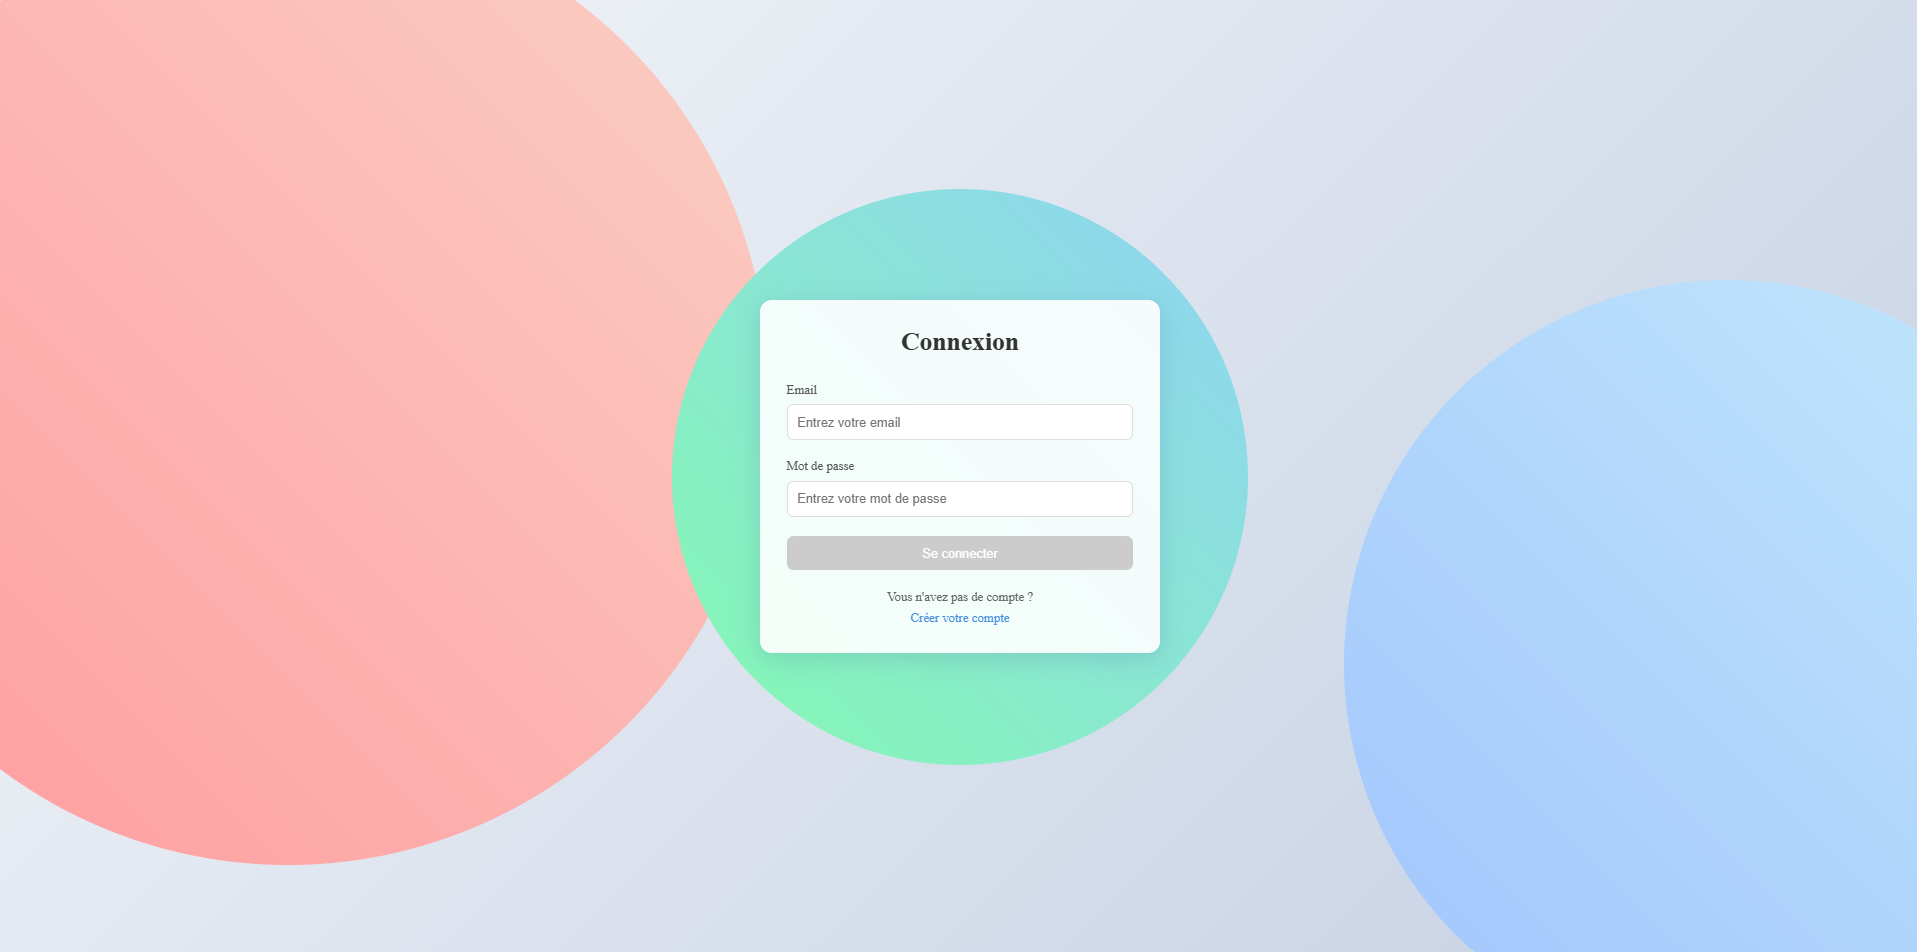 Connexion
Email
Entrez votre email
Mot de passe
Entrez votre mot de passe
Se connecter
Vous n'avez pas de compte ?
Créer votre compte